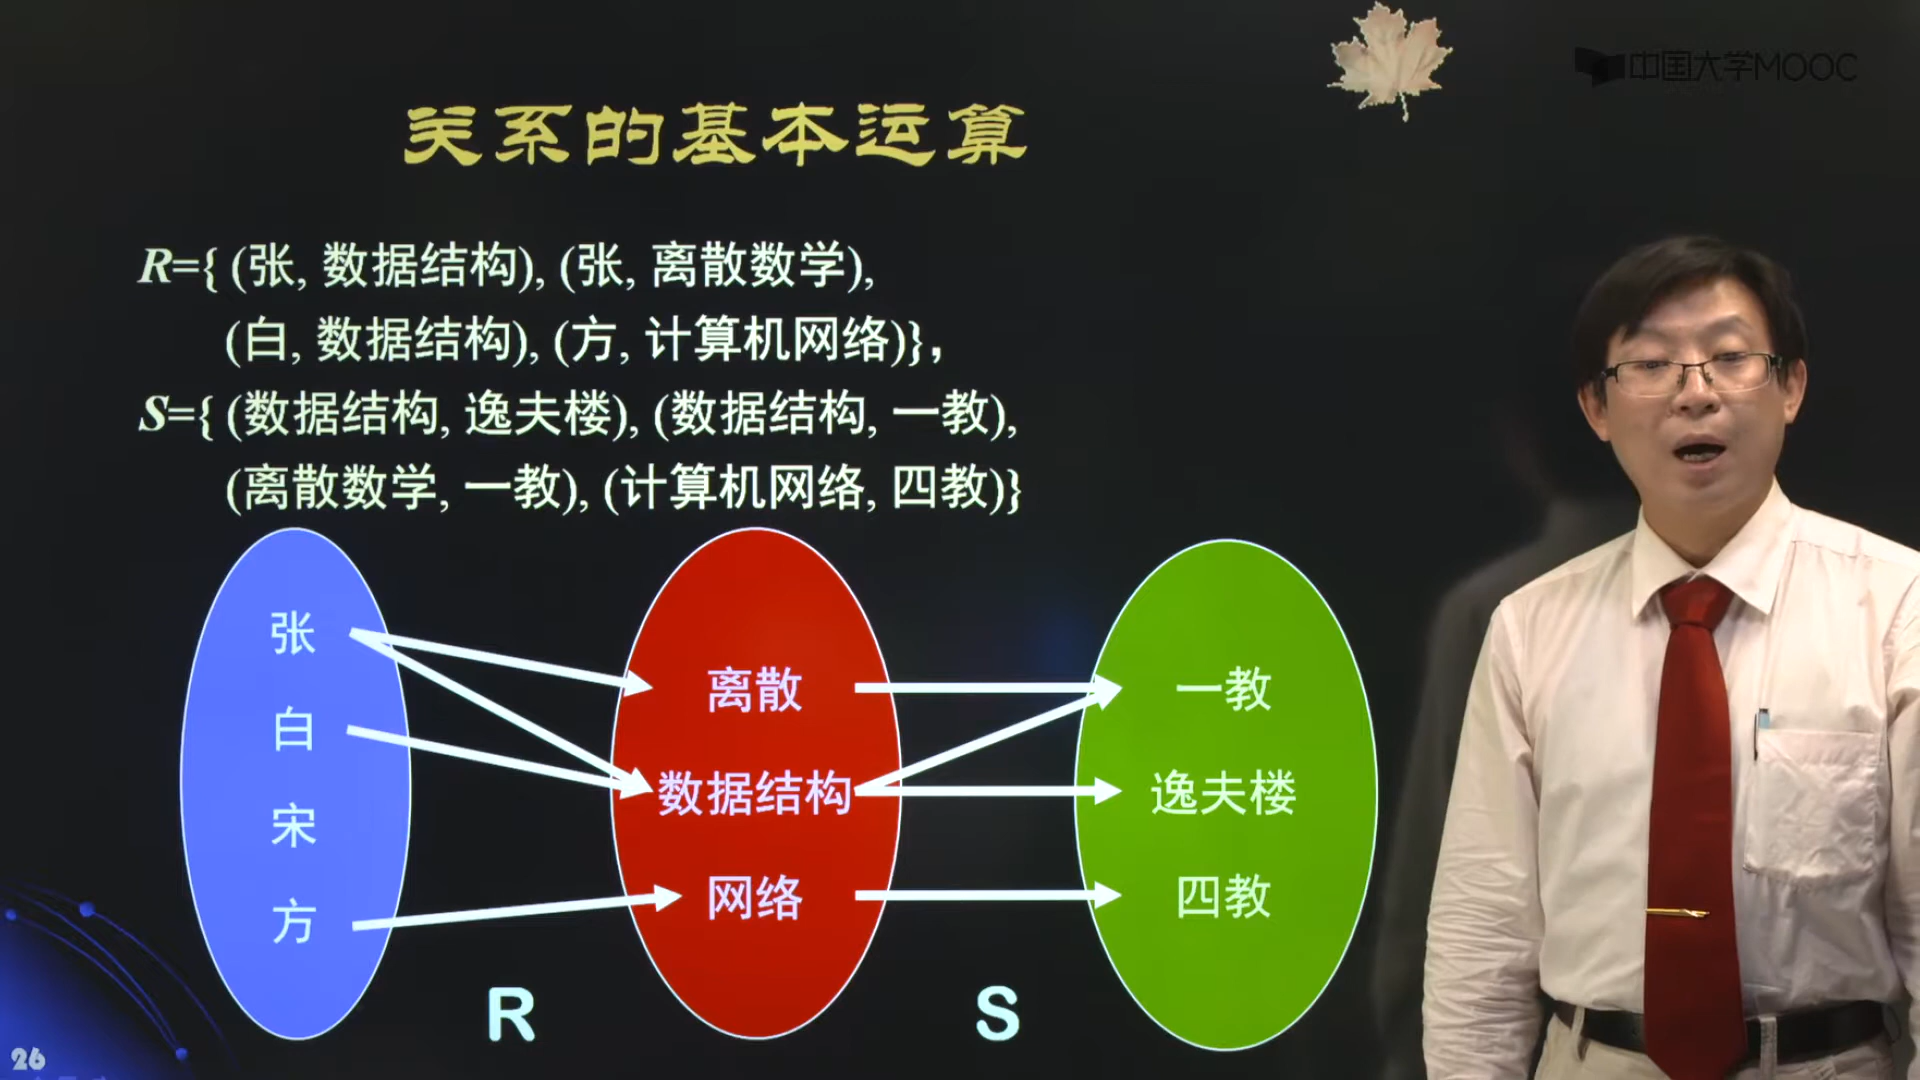 中国大学MOOC
关系的基本运算
R={ (张, 数据结构), (张, 离散数学),
(白, 数据结构), (方, 计算机网络)},
S={ (数据结构, 逸夫楼), (数据结构, 一教),
(离散数学, 一教), (计算机网络, 四教)}
张
白
宋
方
离散
数据结构
网络
一教
逸夫楼
四教
R
S
26